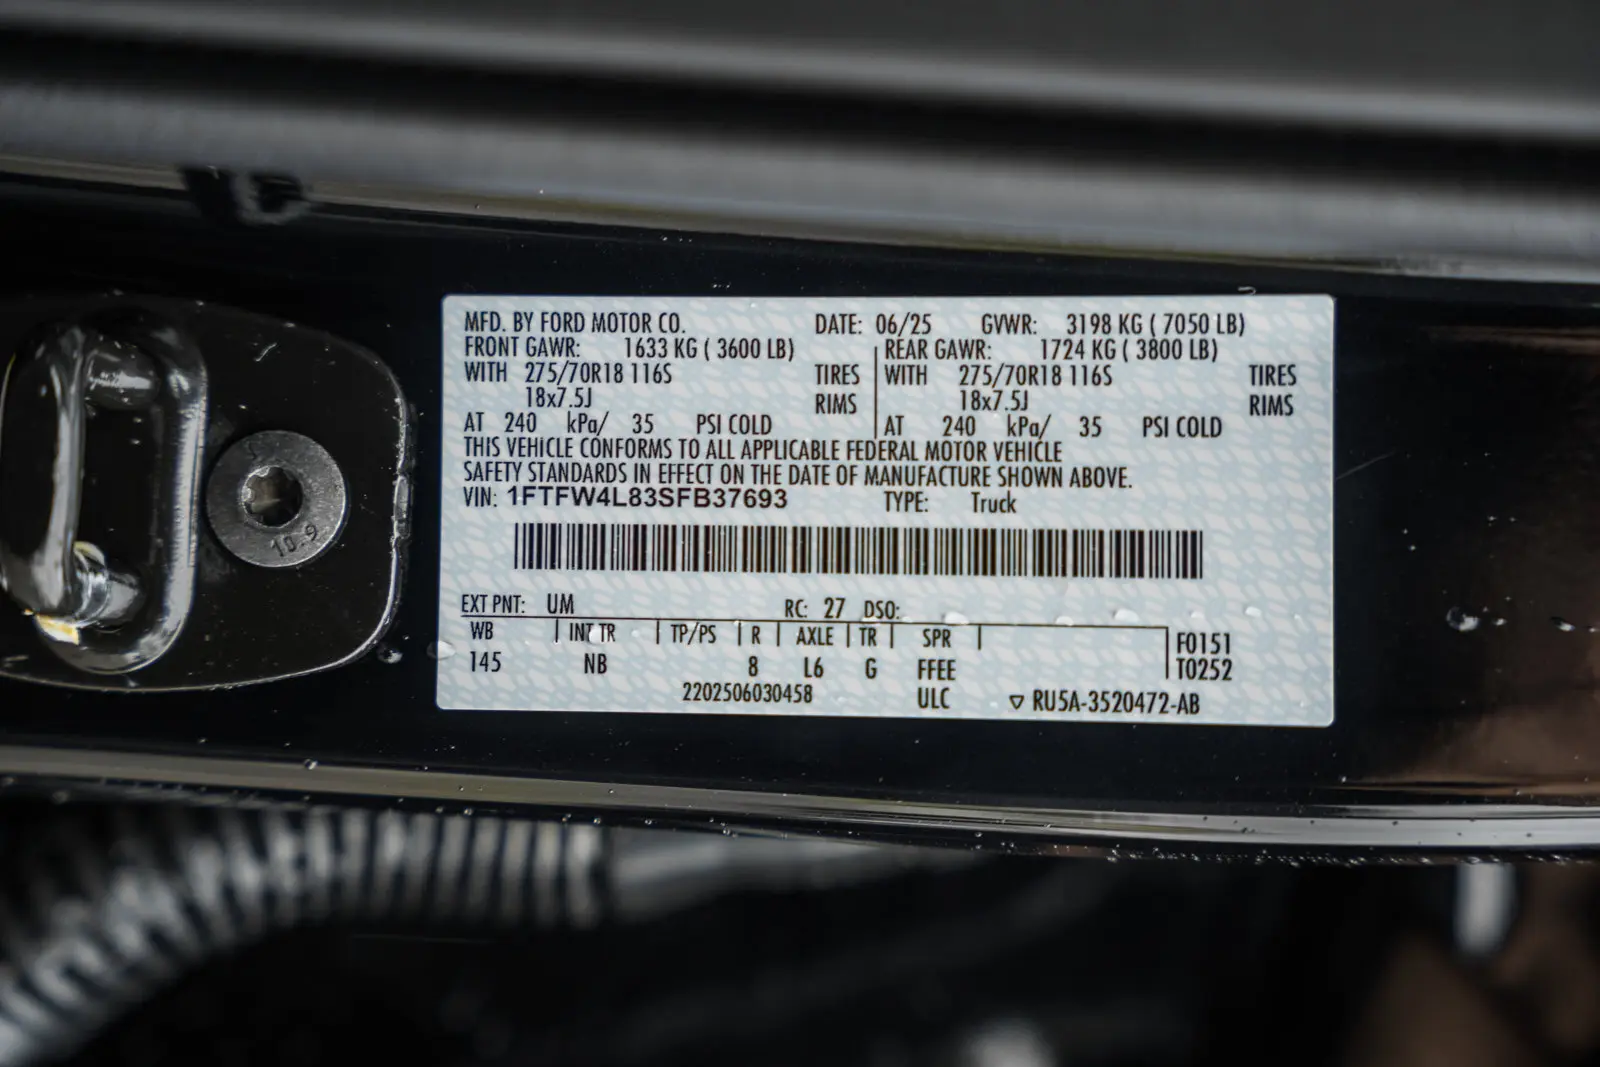 MFD. BY FORD MOTOR CO. DATE: 06/25 GVWR: 3198 KG ( 7050 LB)
FRONT GAWR: 1633 KG ( 3600 LB) REAR GAWR: 1724 KG ( 3800 LB)
WITH 275/70R18 116S TIRES WITH 275/70R18 116S TIRES
18x7.5J RIMS 18x7.5J RIMS
AT 240 kPa/ 35 PSI COLD AT 240 kPa/ 35 PSI COLD
THIS VEHICLE CONFORMS TO ALL APPLICABLE FEDERAL MOTOR VEHICLE
SAFETY STANDARDS IN EFFECT ON THE DATE OF MANUFACTURE SHOWN ABOVE.
VIN: 1FTFW4L83SFB37693 TYPE: Truck
EXT PNT: UM RC: 27 DSO:
WB INT TR TP/PS R AXLE TR SPR F0151
145 NB 8 L6 G FFEE T0252
2202506030458 ULC ▽ RU5A-3520472-AB
10.9